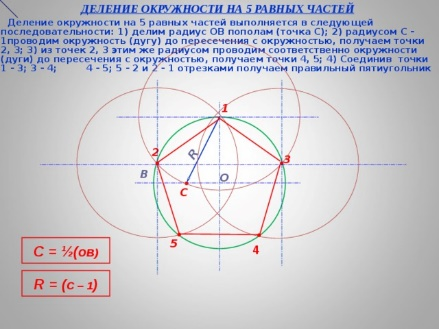 ДЕЛЕНИЕ ОКРУЖНОСТИ НА 5 РАВНЫХ ЧАСТЕЙ
Деление окружности на 5 равных частей выполняется в следующей
последовательности: 1) делим радиус ОВ пополам (точка С); 2) радиусом С –
1проводим окружность (дугу) до пересечения с окружностью, получаем точки
2, 3; 3) из точек 2, 3 этим же радиусом проводим соответственно окружности
(дуги) до пересечения с окружностью, получаем точки 4, 5; 4) Соединив точки
1 – 3; 3 – 4; 4 - 5; 5 – 2 и 2 – 1 отрезками получаем правильный пятиугольник
1
R
2
3
В
О
С
5
4
С = ½(ОВ)
R = (С – 1)